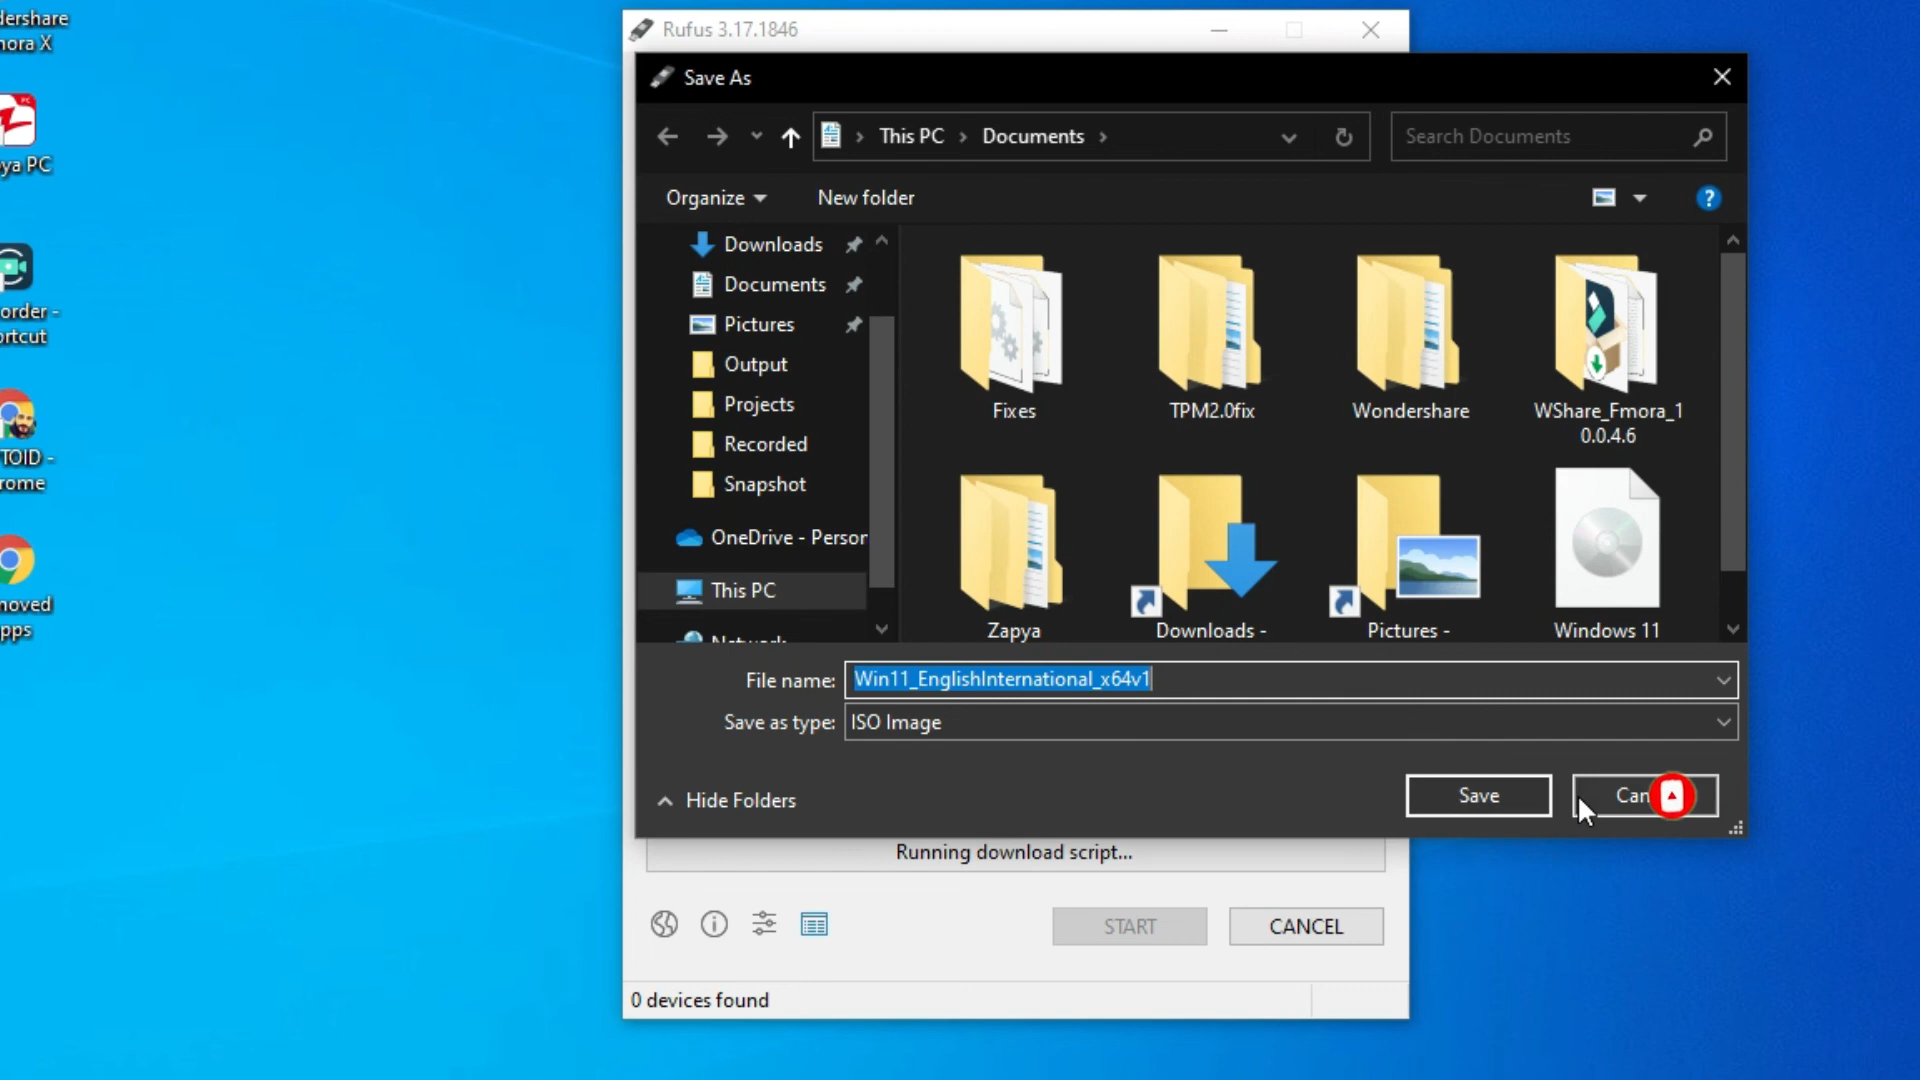 dershare
nora X
Rufus 3.17.1846
Save As
This PC
Documents
Search Documents
ya PC
Organize
New folder
Downloads
Documents
Pictures
Output
Projects
Recorded
Snapshot
OneDrive - Person
This PC
Network
order -
ortcut
TOID -
rome
noved
pps
Fixes
TPM2.0fix
Wondershare
WShare_Fmora_1
0.0.4.6
Zapya
Downloads -
Pictures -
Windows 11
File name:
Win11_EnglishInternational_x64v1
Save as type:
ISO Image
Hide Folders
Save
Can
Running download script...
START
CANCEL
0 devices found